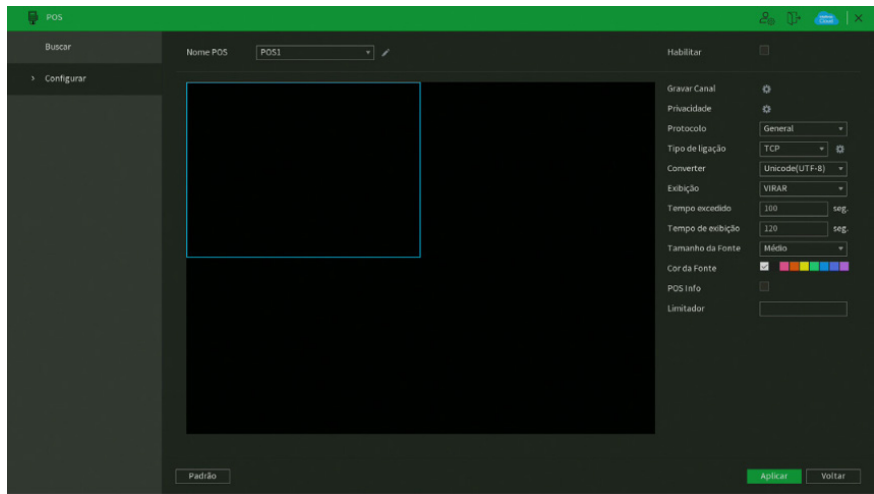 POS
Buscar
Configurar
Nome POS POS1
Habilitar
Gravar Canal
Privacidade
Protocolo General
Tipo de ligação TCP
Converter Unicode(UTF-8)
Exibição VIRAR
Tempo excedido 100 seg.
Tempo de exibição 120 seg.
Tamanho da Fonte Médio
Cor da Fonte
POS Info
Limitador
Padrão
Aplicar Voltar